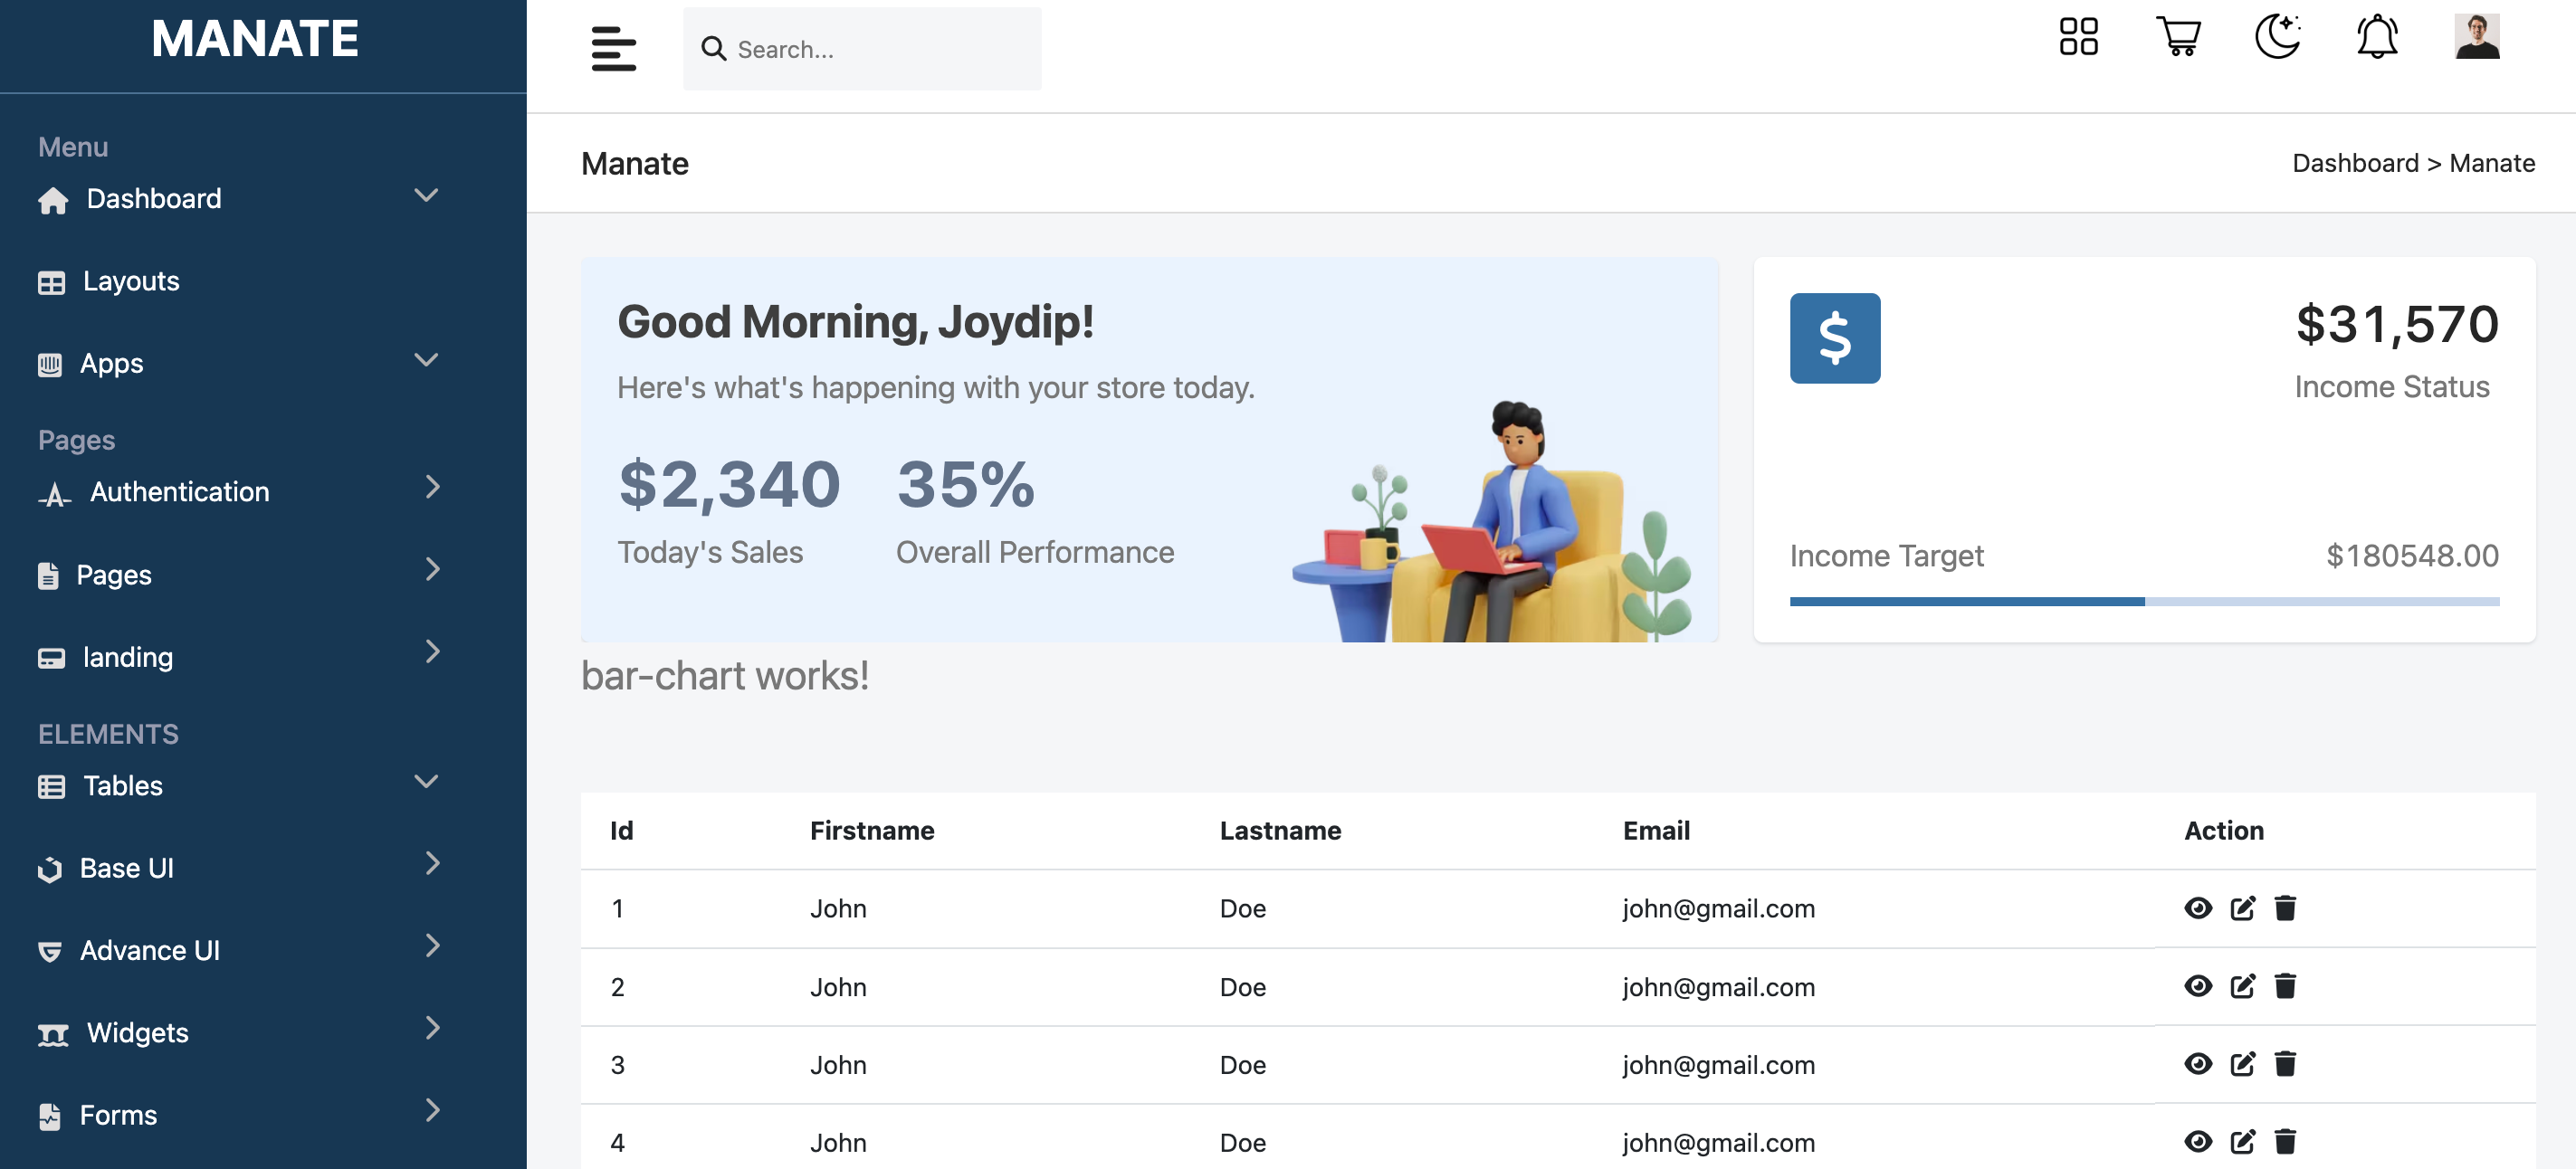 MANATE
Search...
Menu
Dashboard
Layouts
Apps
Pages
Authentication
Pages
landing
ELEMENTS
Tables
Base UI
Advance UI
Widgets
Forms
Manate
Dashboard > Manate
Good Morning, Joydip!
Here's what's happening with your store today.
$2,340 35%
Today's Sales Overall Performance
$31,570
Income Status
Income Target $180548.00
bar-chart works!
Id Firstname Lastname Email Action
1 John Doe john@gmail.com
2 John Doe john@gmail.com
3 John Doe john@gmail.com
4 John Doe john@gmail.com